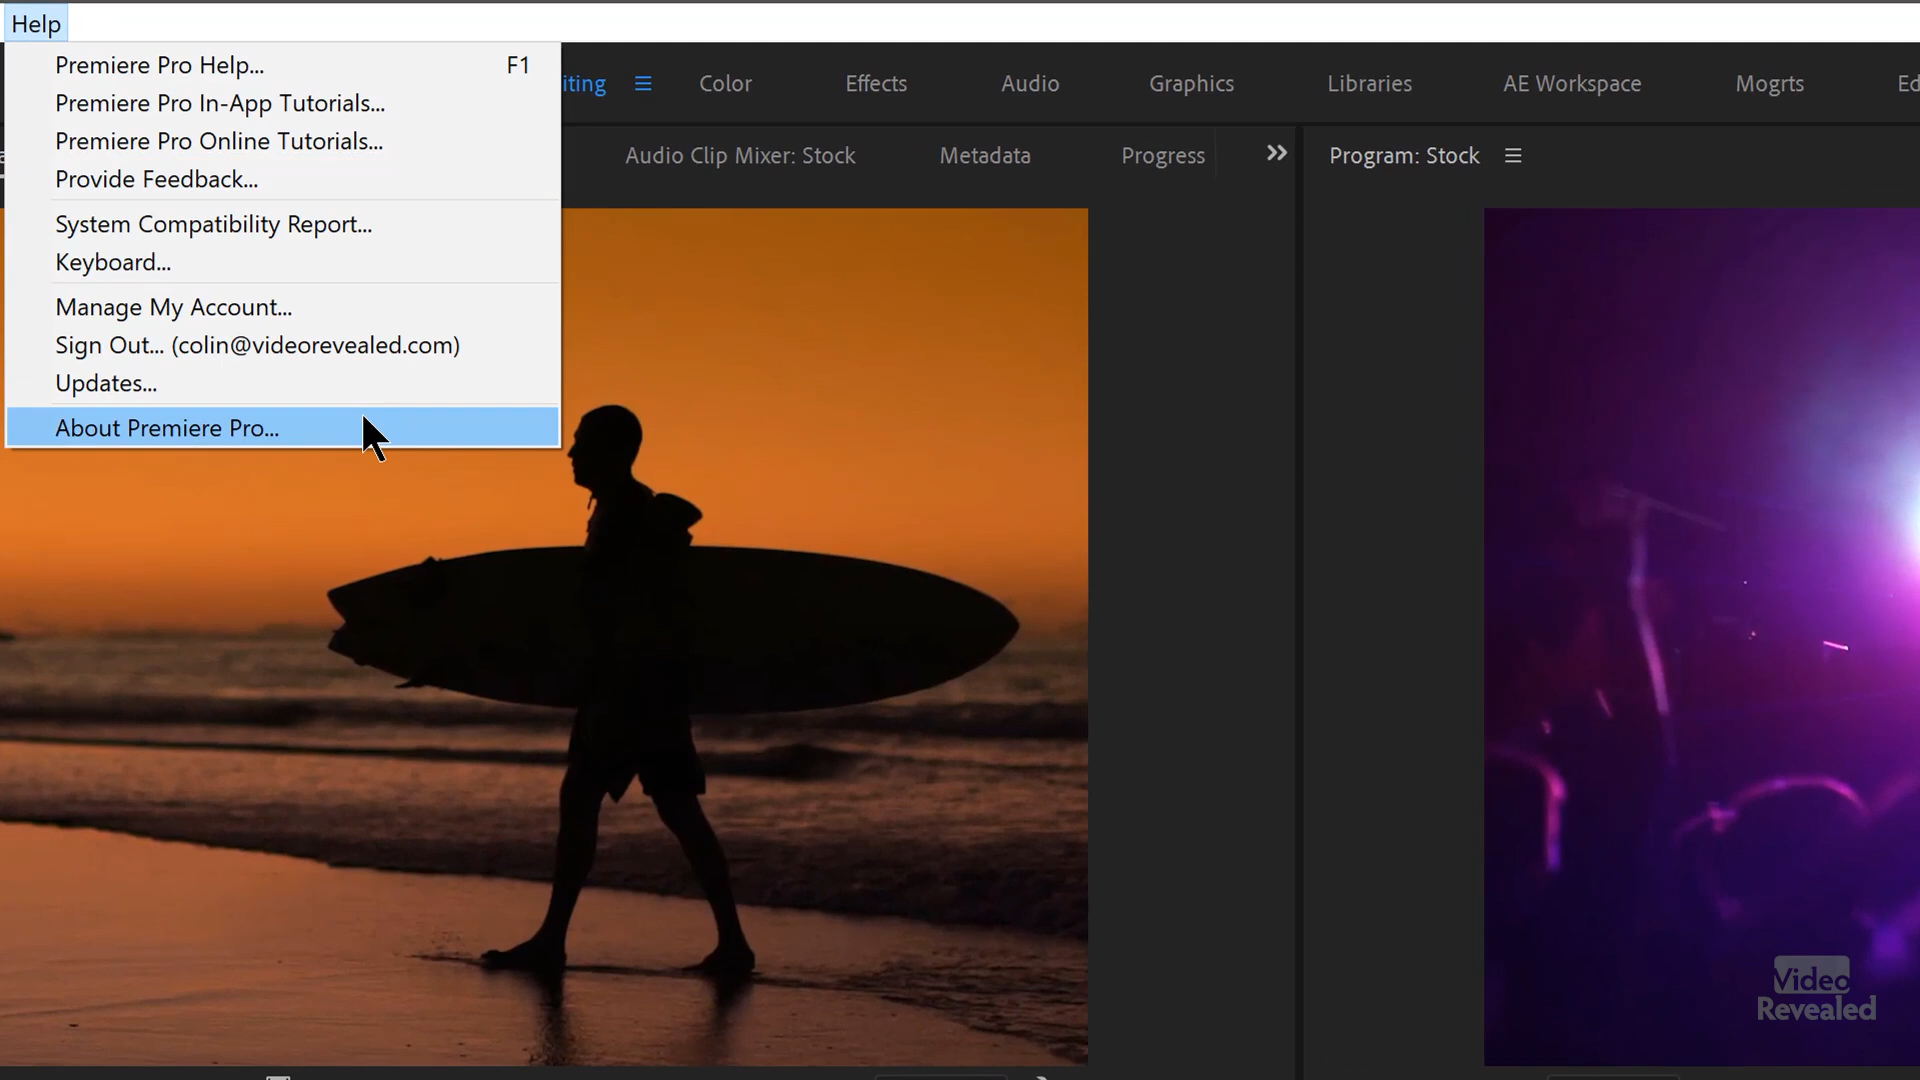 Help
Premiere Pro Help... F1
Premiere Pro In-App Tutorials...
Premiere Pro Online Tutorials...
Provide Feedback...
System Compatibility Report...
Keyboard...
Manage My Account...
Sign Out... (colin@videorevealed.com)
Updates...
About Premiere Pro...
iting Color Effects Audio Graphics Libraries AE Workspace Mogrts Ed
Audio Clip Mixer: Stock Metadata Progress Program: Stock
Video
Revealed